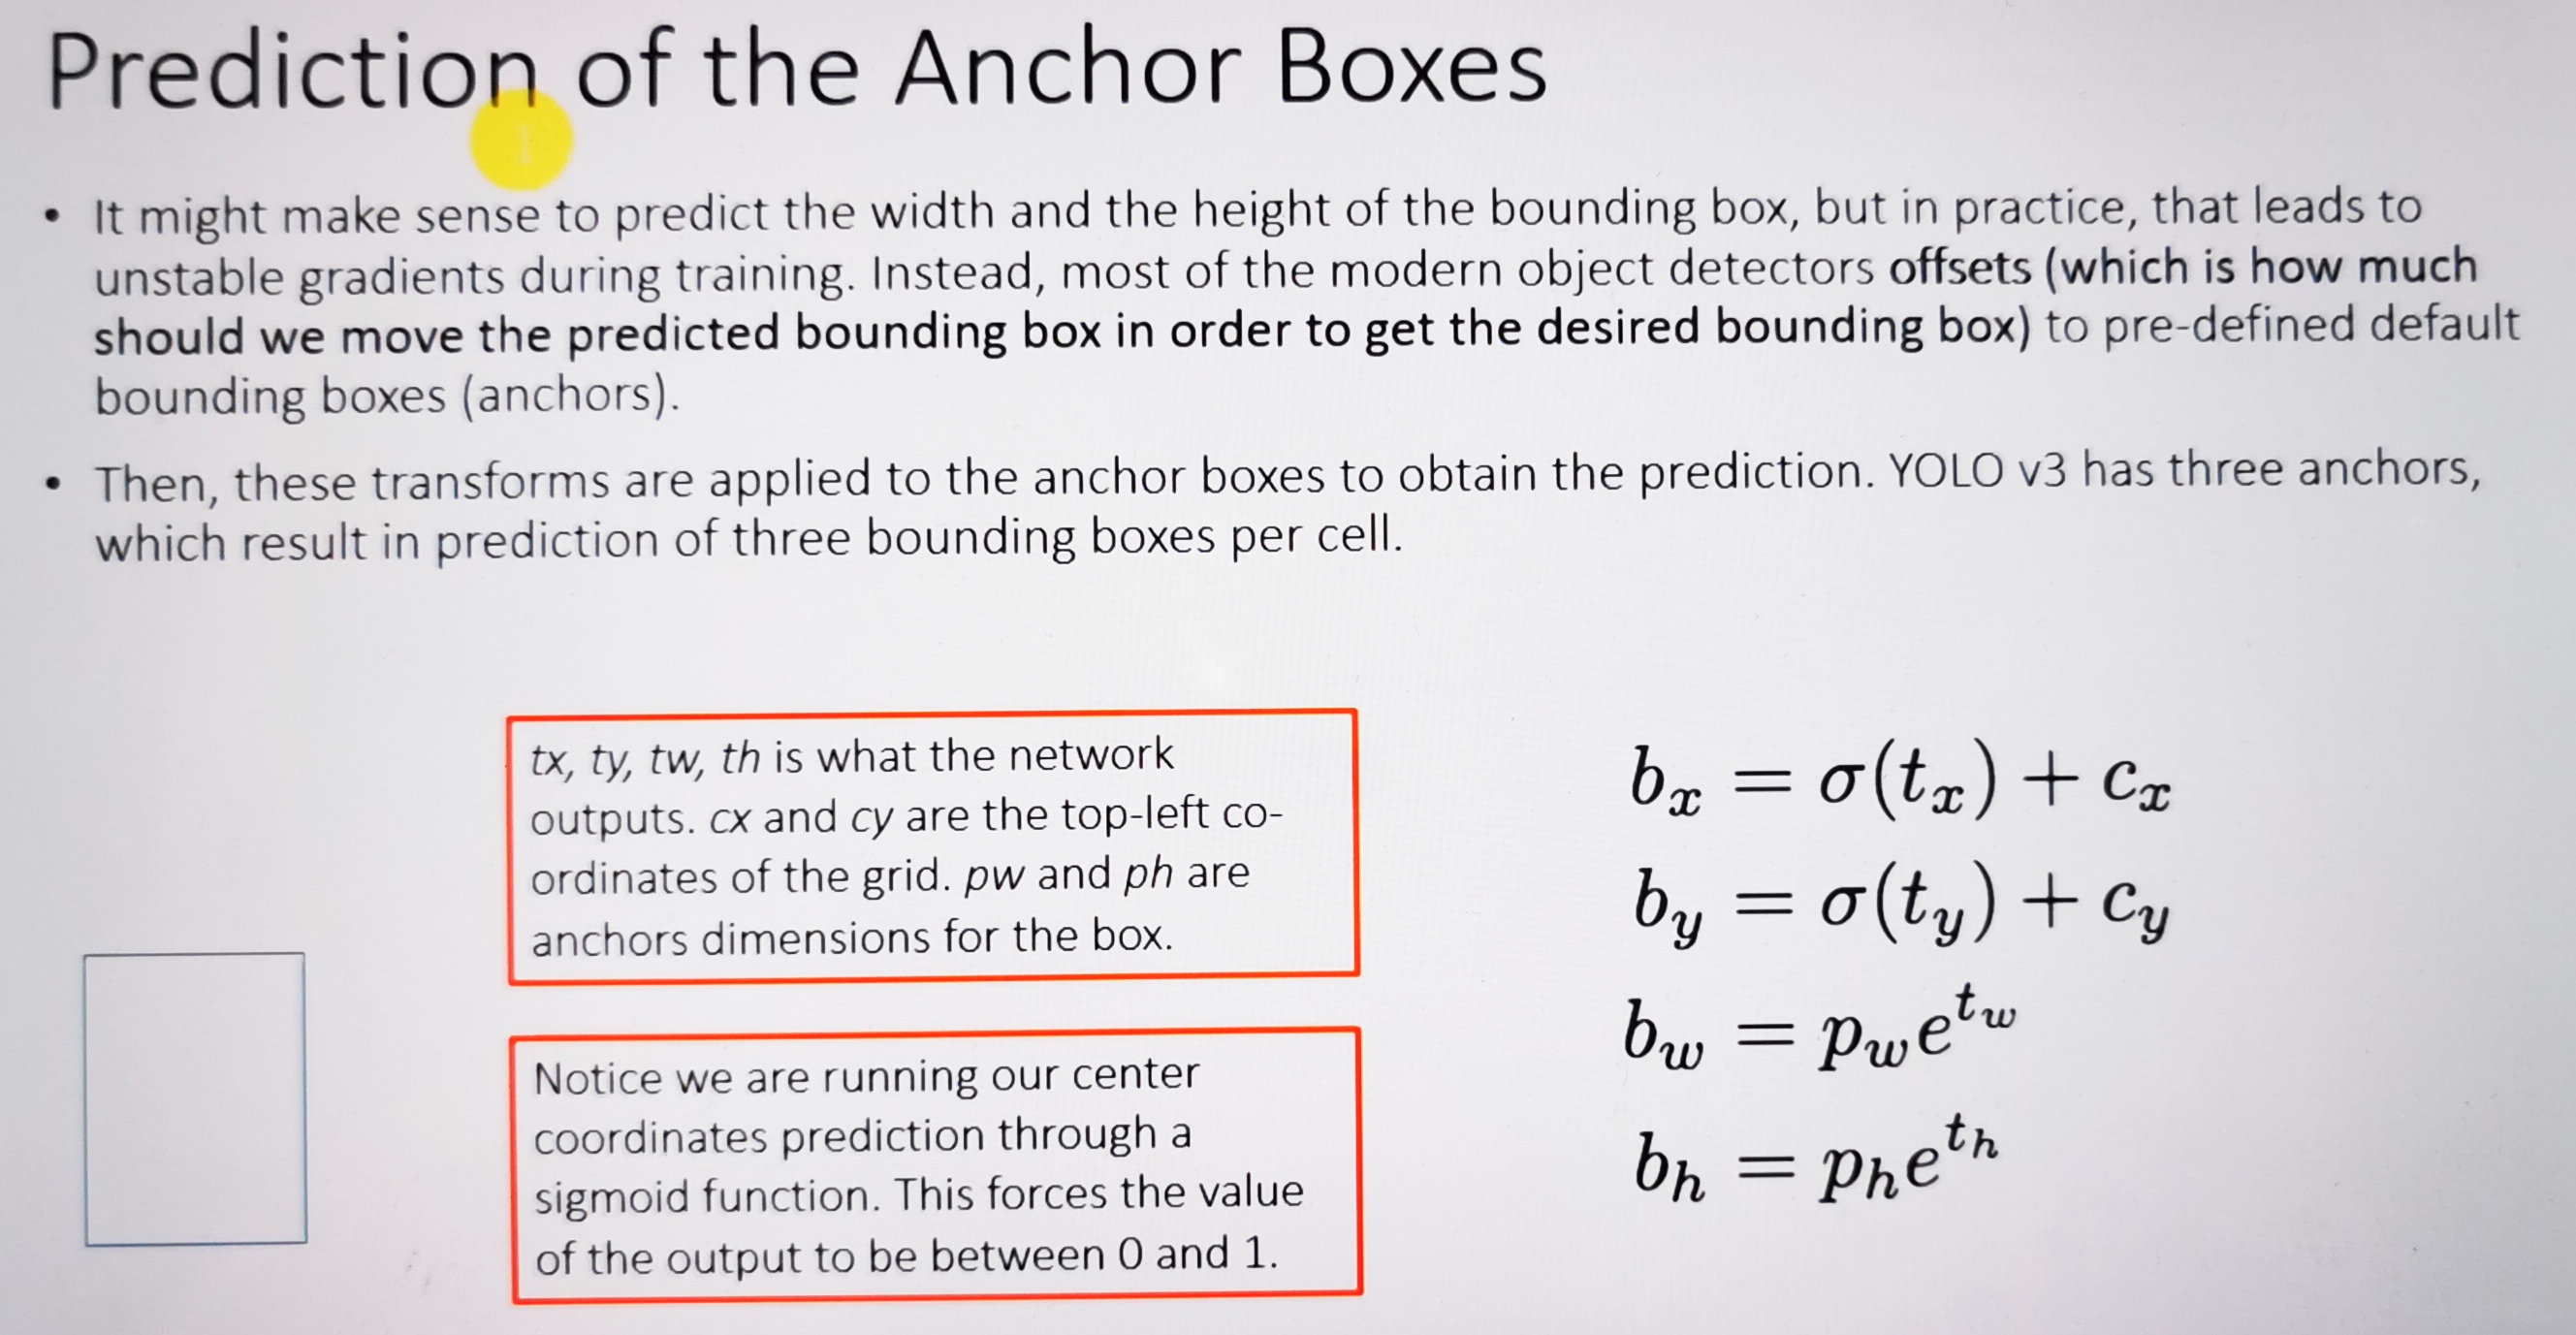 Prediction of the Anchor Boxes
• It might make sense to predict the width and the height of the bounding box, but in practice, that leads to
unstable gradients during training. Instead, most of the modern object detectors offsets (which is how much
should we move the predicted bounding box in order to get the desired bounding box) to pre-defined default
bounding boxes (anchors).
• Then, these transforms are applied to the anchor boxes to obtain the prediction. YOLO v3 has three anchors,
which result in prediction of three bounding boxes per cell.
tx, ty, tw, th is what the network
outputs. cx and cy are the top-left co-
ordinates of the grid. pw and ph are
anchors dimensions for the box.
Notice we are running our center
coordinates prediction through a
sigmoid function. This forces the value
of the output to be between 0 and 1.
b_x = σ(t_x) + c_x
b_y = σ(t_y) + c_y
b_w = p_w e^{t_w}
b_h = p_h e^{t_h}